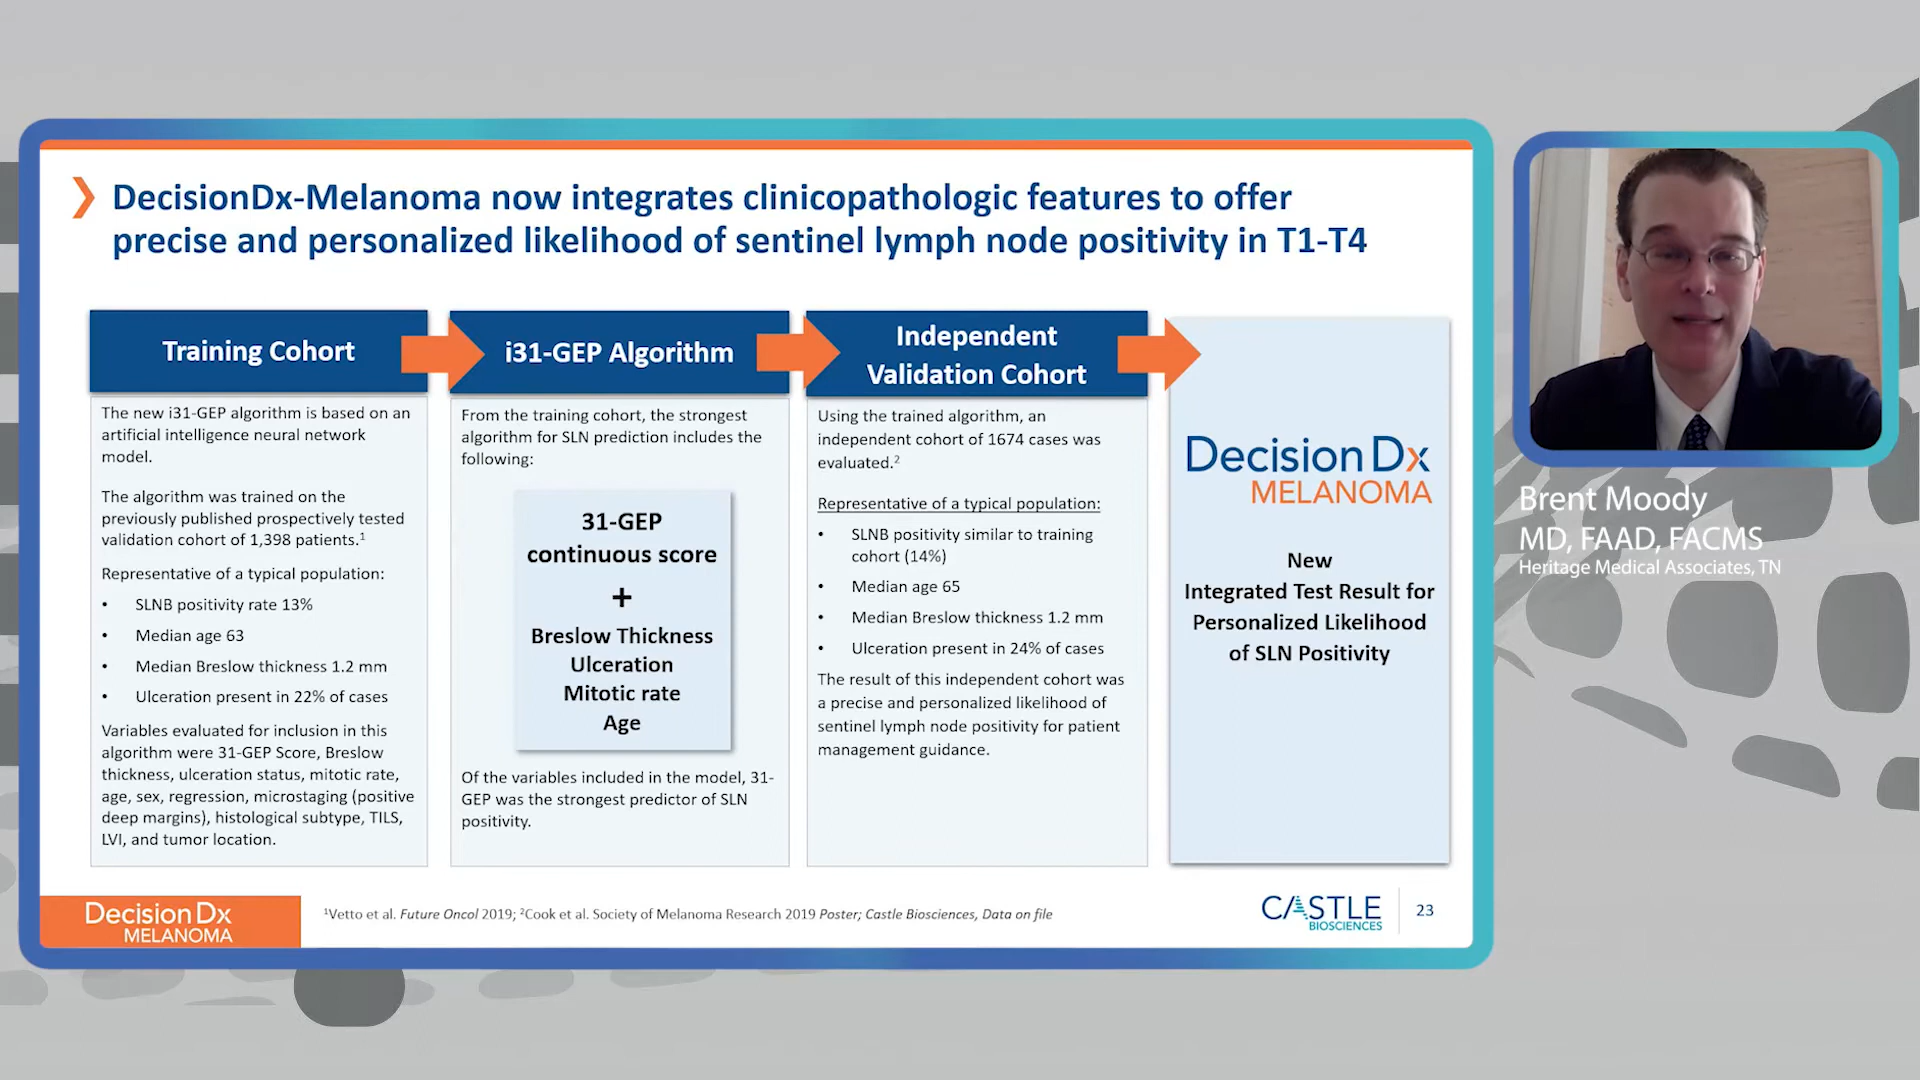 DecisionDx-Melanoma now integrates clinicopathologic features to offer
precise and personalized likelihood of sentinel lymph node positivity in T1-T4
Training Cohort
The new i31-GEP algorithm is based on an
artificial intelligence neural network
model.
The algorithm was trained on the
previously published prospectively tested
validation cohort of 1,398 patients.¹
Representative of a typical population:
• SLNB positivity rate 13%
• Median age 63
• Median Breslow thickness 1.2 mm
• Ulceration present in 22% of cases
Variables evaluated for inclusion in this
algorithm were 31-GEP Score, Breslow
thickness, ulceration status, mitotic rate,
age, sex, regression, microstaging (positive
deep margins), histological subtype, TILS,
LVI, and tumor location.
i31-GEP Algorithm
From the training cohort, the strongest
algorithm for SLN prediction includes the
following:
31-GEP
continuous score
+
Breslow Thickness
Ulceration
Mitotic rate
Age
Of the variables included in the model, 31-
GEP was the strongest predictor of SLN
positivity.
Independent
Validation Cohort
Using the trained algorithm, an
independent cohort of 1674 cases was
evaluated.²
Representative of a typical population:
• SLNB positivity similar to training
cohort (14%)
• Median age 65
• Median Breslow thickness 1.2 mm
• Ulceration present in 24% of cases
The result of this independent cohort was
a precise and personalized likelihood of
sentinel lymph node positivity for patient
management guidance.
DecisionDx
MELANOMA
New
Integrated Test Result for
Personalized Likelihood
of SLN Positivity
DecisionDx
MELANOMA
¹Vetto et al. Future Oncol 2019; ²Cook et al. Society of Melanoma Research 2019 Poster; Castle Biosciences, Data on file
CASTLE
BIOSCIENCES
23
Brent Moody
MD, FAAD, FACMS
Heritage Medical Associates, TN